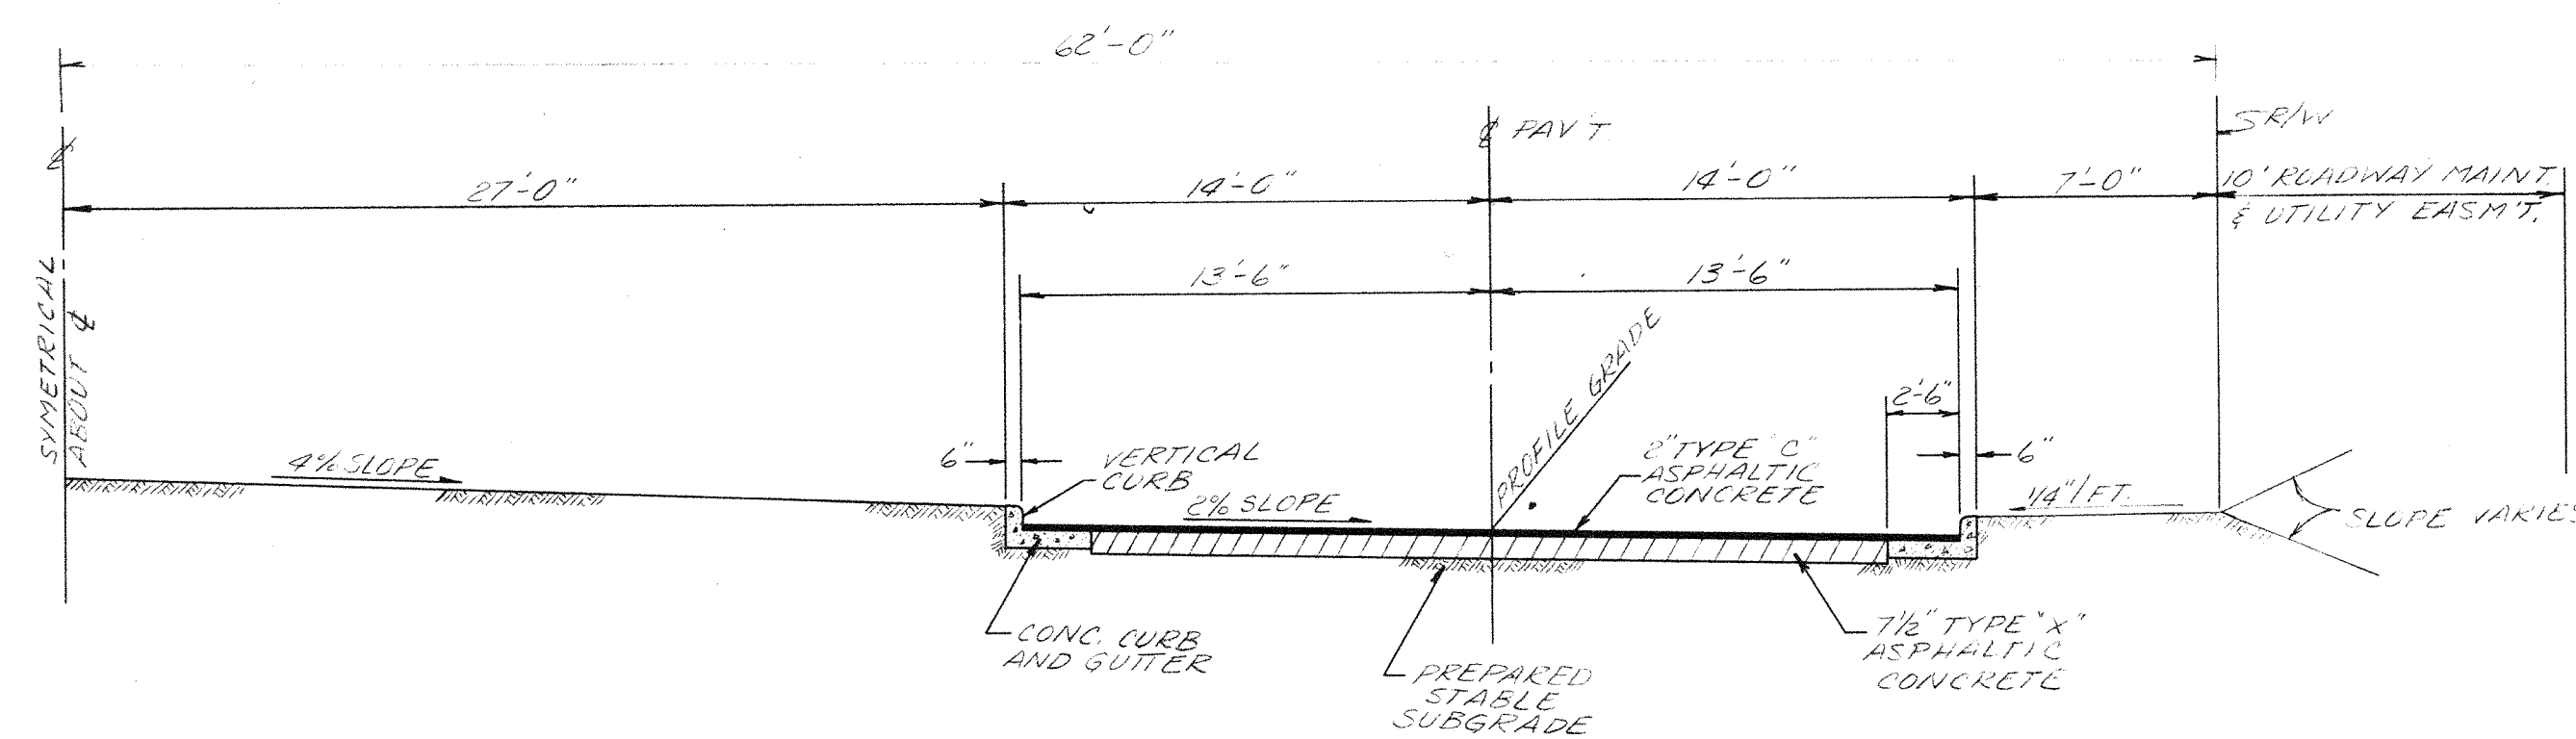 62'-0"
℄
℄ PAV'T.
SR/W
27'-0"
14'-0"
14'-0"
7'-0"
10' ROADWAY MAINT.
& UTILITY EASM'T.
13'-6"
13'-6"
SYMETRICAL
ABOUT ℄
PROFILE GRADE
2'-6"
4% SLOPE
6"
VERTICAL
CURB
2% SLOPE
2" TYPE "C"
ASPHALTIC
CONCRETE
6"
1/4"/FT.
SLOPE VARIES
CONC. CURB
AND GUTTER
PREPARED
STABLE
SUBGRADE
7 1/2" TYPE "X"
ASPHALTIC
CONCRETE